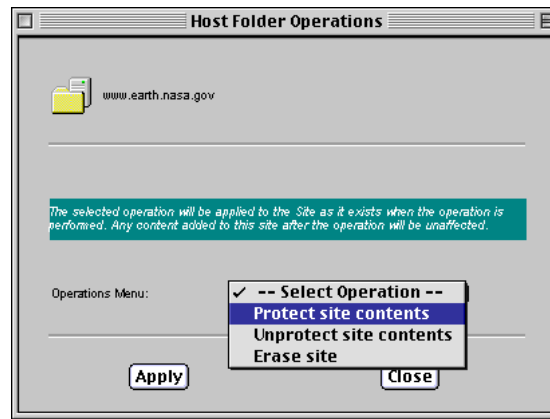 Host Folder Operations
www.earth.nasa.gov
The selected operation will be applied to the Site as it exists when the operation is
performed. Any content added to this site after the operation will be unaffected.
Operations Menu:
✓ -- Select Operation --
Protect site contents
Unprotect site contents
Erase site
Apply
Close